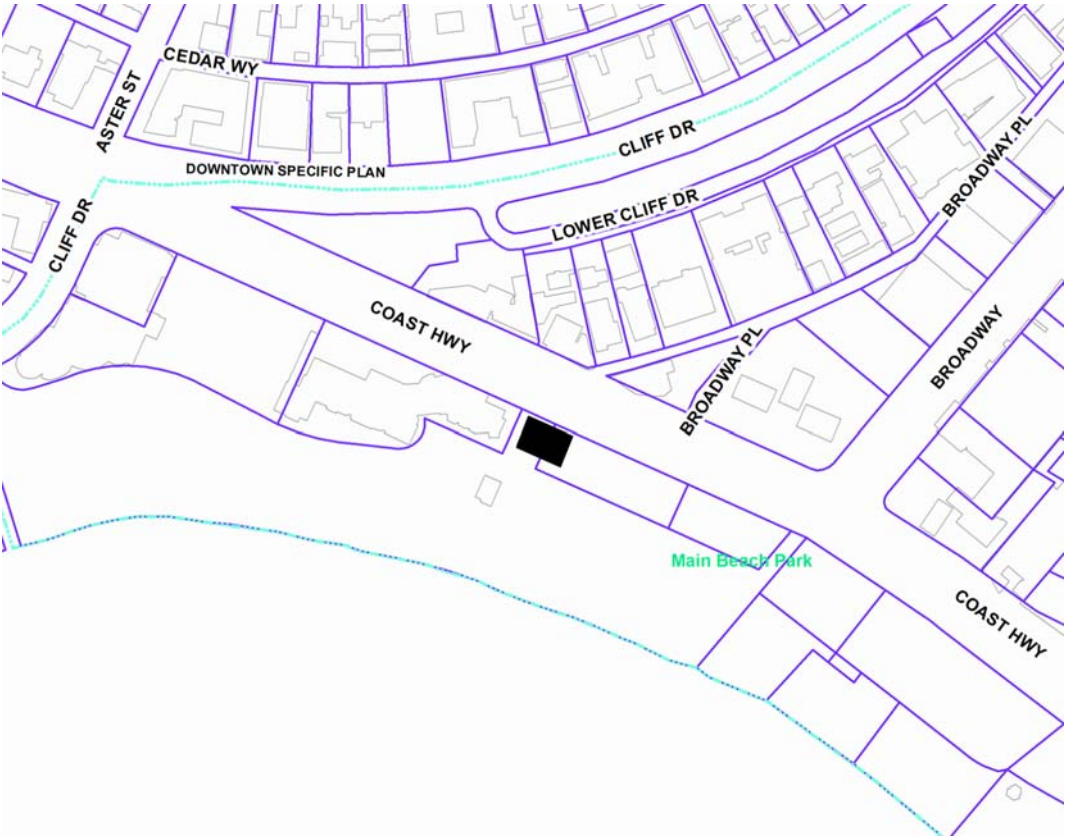 CEDAR WY
ASTER ST
CLIFF DR
DOWNTOWN SPECIFIC PLAN
BROADWAY PL
LOWER CLIFF DR
CLIFF DR
COAST HWY
BROADWAY
BROADWAY PL
Main Beach Park
COAST HWY